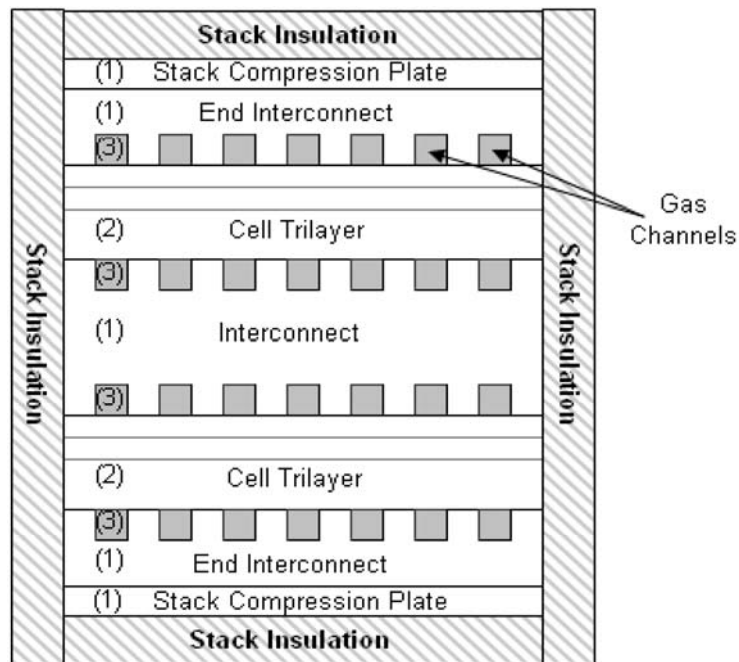 Stack Insulation
(1) Stack Compression Plate
(1) End Interconnect
(3)
Gas
Channels
(2) Cell Trilayer
(3)
Stack Insulation
Stack Insulation
(1) Interconnect
(3)
(2) Cell Trilayer
(3)
(1) End Interconnect
(1) Stack Compression Plate
Stack Insulation